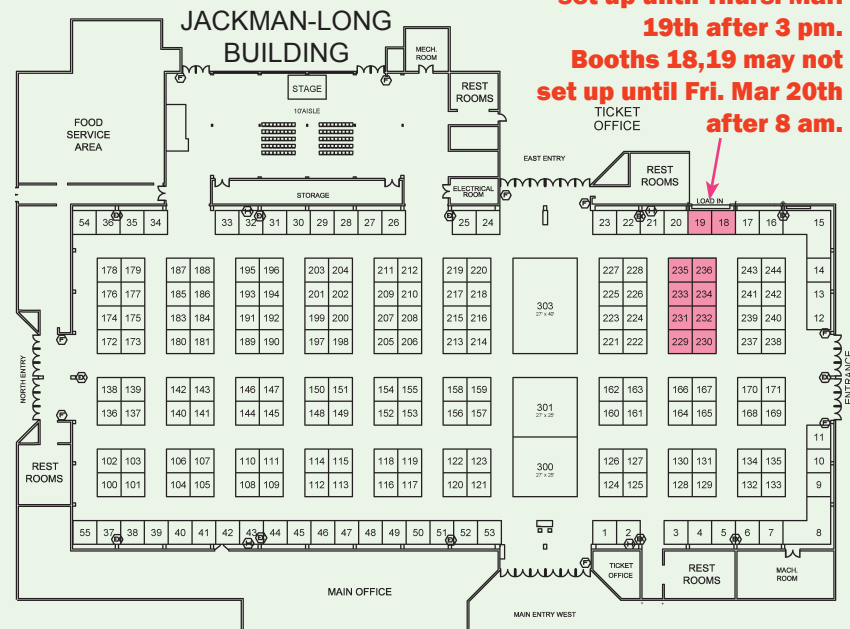 set up until Thurs. Mar.
19th after 3 pm.
Booths 18,19 may not
set up until Fri. Mar 20th
after 8 am.
JACKMAN-LONG
BUILDING
MECH.
ROOM
STAGE
REST
ROOMS
10'AISLE
FOOD
SERVICE
AREA
TICKET
OFFICE
EAST ENTRY
REST
ROOMS
ELECTRICAL
ROOM
STORAGE
LOAD IN
54 36 35 34 33 32 31 30 29 28 27 26 25 24 23 22 21 20 19 18 17 16 15
178 179 187 188 195 196 203 204 211 212 219 220 227 228 235 236 243 244 14
176 177 185 186 193 194 201 202 209 210 217 218 303 225 226 233 234 241 242 13
27' x 40'
174 175 183 184 191 192 199 200 207 208 215 216 223 224 231 232 239 240 12
172 173 180 181 189 190 197 198 205 206 213 214 221 222 229 230 237 238
NORTH ENTRY
ENTRANCE
138 139 142 143 146 147 150 151 154 155 158 159 162 163 166 167 170 171
301
27' x 25'
136 137 140 141 144 145 148 149 152 153 156 157 160 161 164 165 168 169
11
102 103 106 107 110 111 114 115 118 119 122 123 126 127 130 131 134 135 10
300
27' x 25'
REST
ROOMS
100 101 104 105 108 109 112 113 116 117 120 121 124 125 128 129 132 133 9
55 37 38 39 40 41 42 43 44 45 46 47 48 49 50 51 52 53 1 2 3 4 5 6 7 8
TICKET
OFFICE
REST
ROOMS
MACH.
ROOM
MAIN OFFICE
MAIN ENTRY WEST